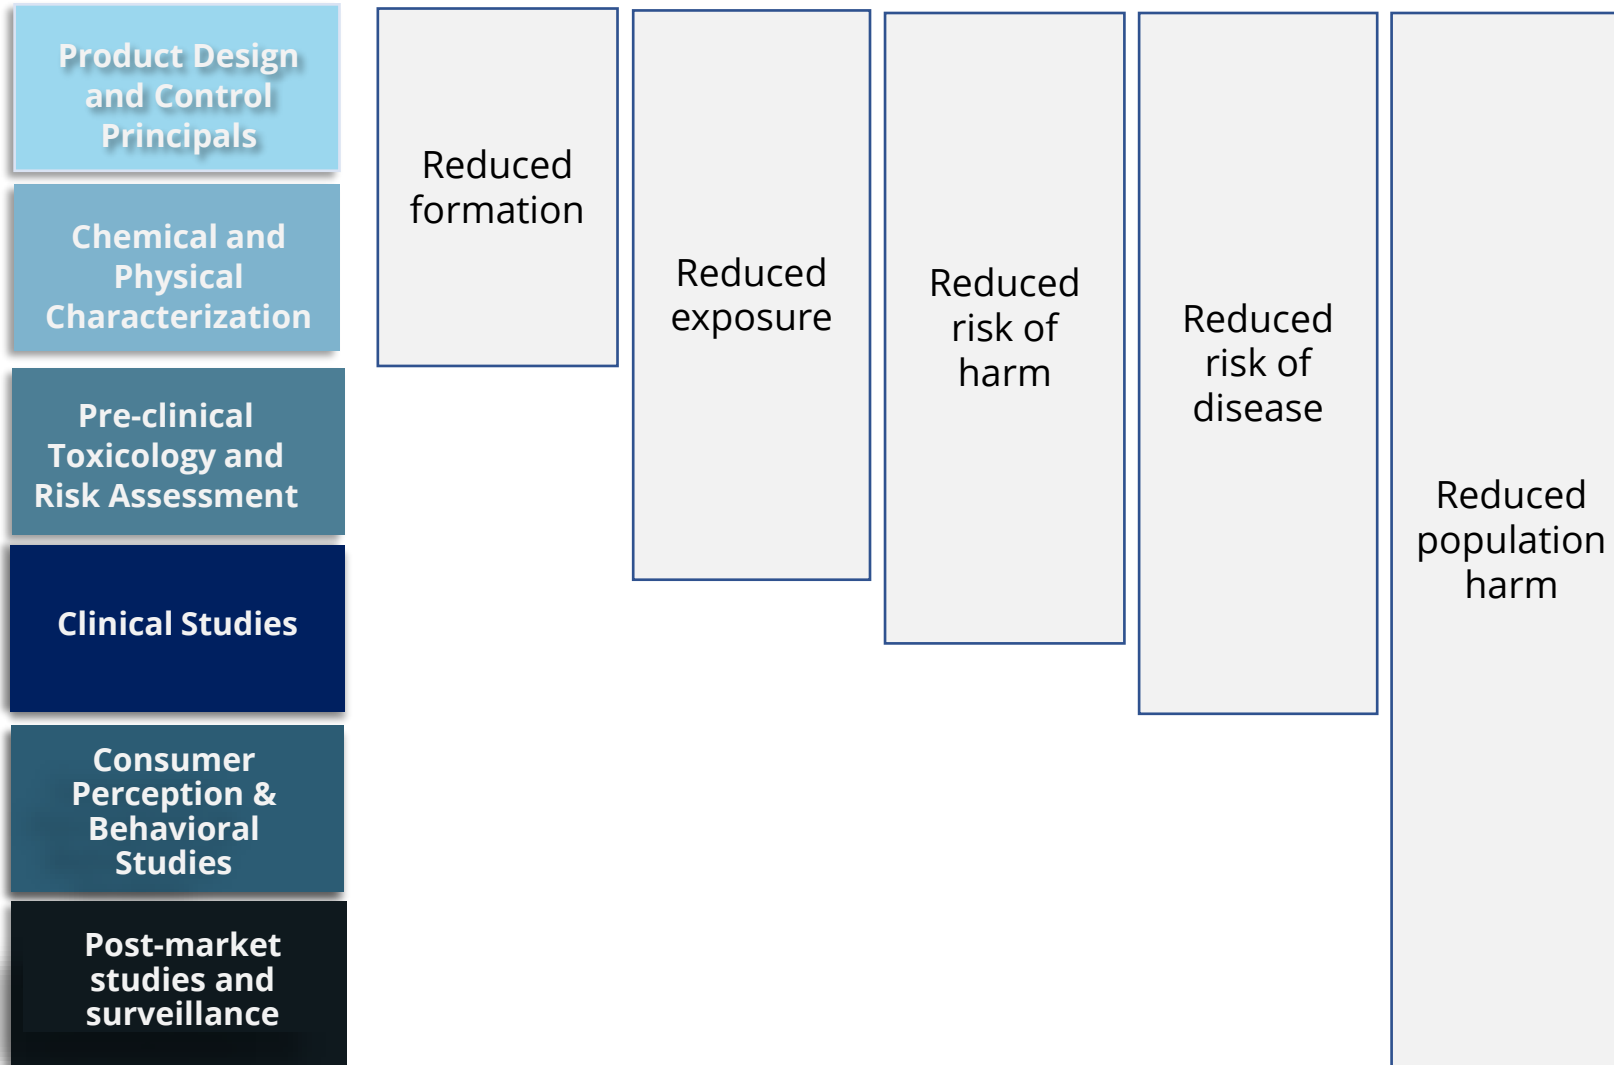 Product Design
and Control
Principals
Chemical and
Physical
Characterization
Pre-clinical
Toxicology and
Risk Assessment
Clinical Studies
Consumer
Perception &
Behavioral
Studies
Post-market
studies and
surveillance
Reduced
formation
Reduced
exposure
Reduced
risk of
harm
Reduced
risk of
disease
Reduced
population
harm